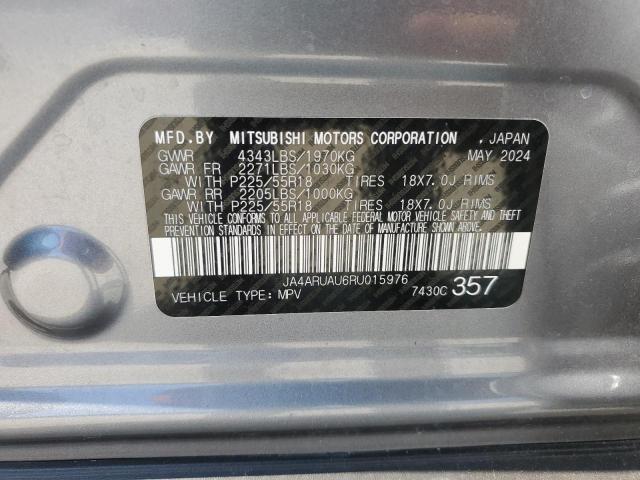 MFD.BY MITSUBISHI MOTORS CORPORATION , JAPAN
GVWR 4343LBS/1970KG MAY 2024
GAWR FR 2271LBS/1030KG
WITH P225/55R18 TIRES 18X7.0J RIMS
GAWR RR 2205LBS/1000KG
WITH P225/55R18 TIRES 18X7.0J RIMS
THIS VEHICLE CONFORMS TO ALL APPLICABLE FEDERAL MOTOR VEHICLE SAFETY AND THEFT
PREVENTION STANDARDS IN EFFECT ON THE DATE OF MANUFACTURE SHOWN ABOVE.
JA4ARUAU6RU015976
VEHICLE TYPE: MPV 7430C 357